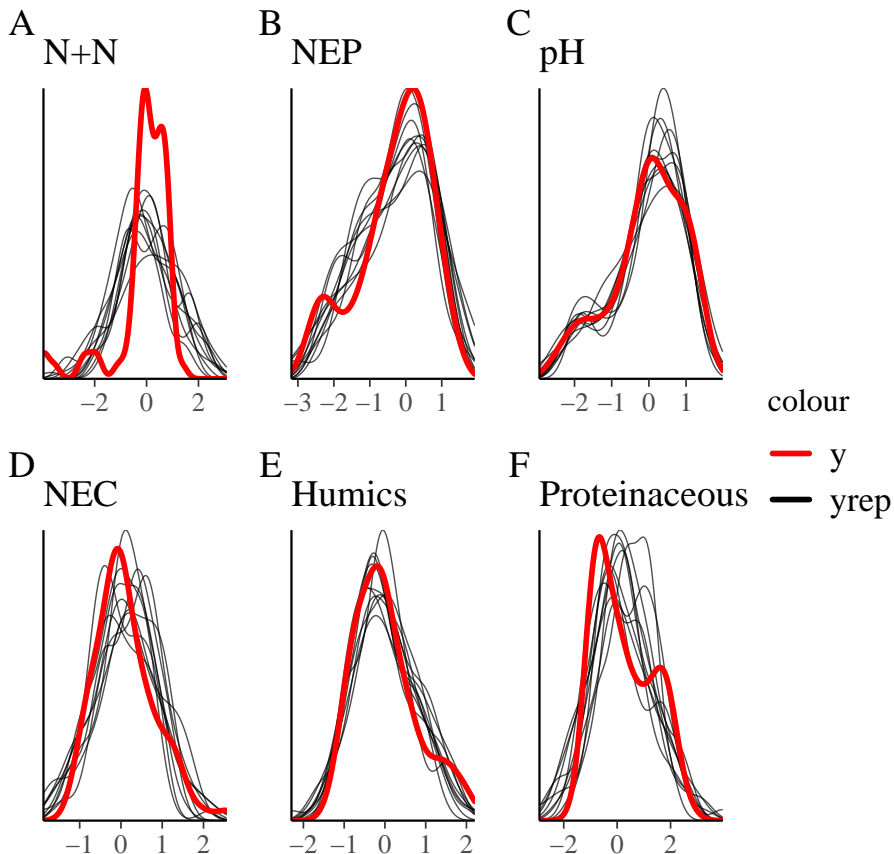 A
N+N
−2 0 2
B
NEP
−3 −2 −1 0 1
C
pH
−2 −1 0 1
D
NEC
−1 0 1 2
E
Humics
−2 −1 0 1 2
F
Proteinaceous
−2 0 2
colour
y
yrep